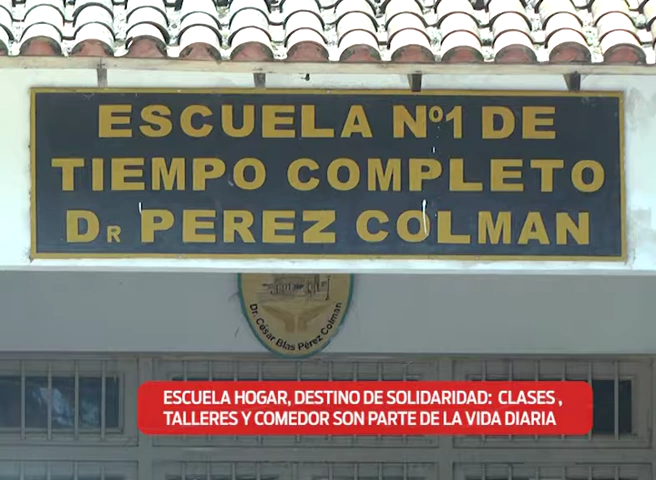 ESCUELA Nº1 DE
TIEMPO COMPLETO
DR PEREZ COLMAN
Dr. César Blas Pérez Colman
ESCUELA HOGAR, DESTINO DE SOLIDARIDAD: CLASES ,
TALLERES Y COMEDOR SON PARTE DE LA VIDA DIARIA